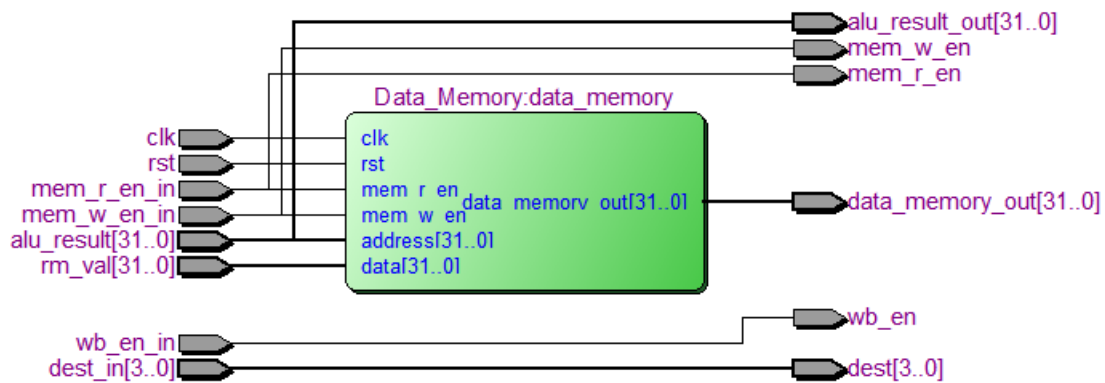 alu_result_out[31..0]
mem_w_en
mem_r_en
Data_Memory:data_memory
clk
rst
mem_r_en_in
mem_w_en_in
alu_result[31..0]
rm_val[31..0]
clk
rst
mem_r_en
mem_w_en
address[31..0]
data[31..0]
data_memory_out[31..0]
data_memory_out[31..0]
wb_en_in
dest_in[3..0]
wb_en
dest[3..0]